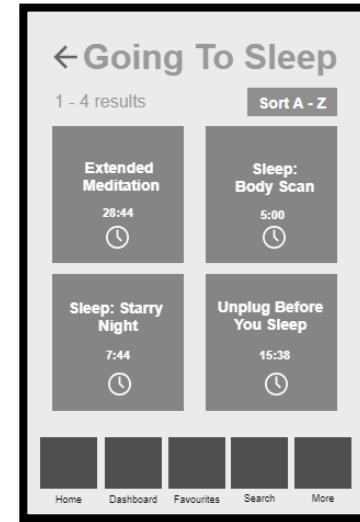 Going To Sleep
1 - 4 results
Sort A - Z
Extended
Meditation
28:44
Sleep:
Body Scan
5:00
Sleep: Starry
Night
7:44
Unplug Before
You Sleep
15:38
Home
Dashboard
Favourites
Search
More